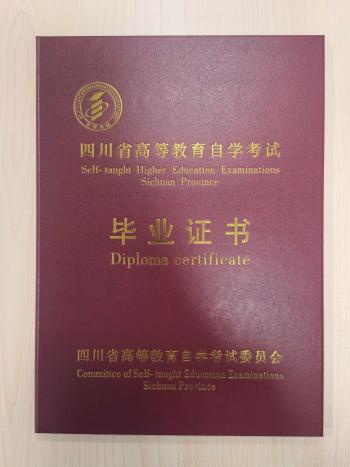 四川省高等教育自学考试
Self- taught Higher Education Examinations
Sichuan Province
毕业证书
Diploma certificate
四川省高等教育自学考试委员会
Committee of Self- taught Education Examinations
Sichuan Province